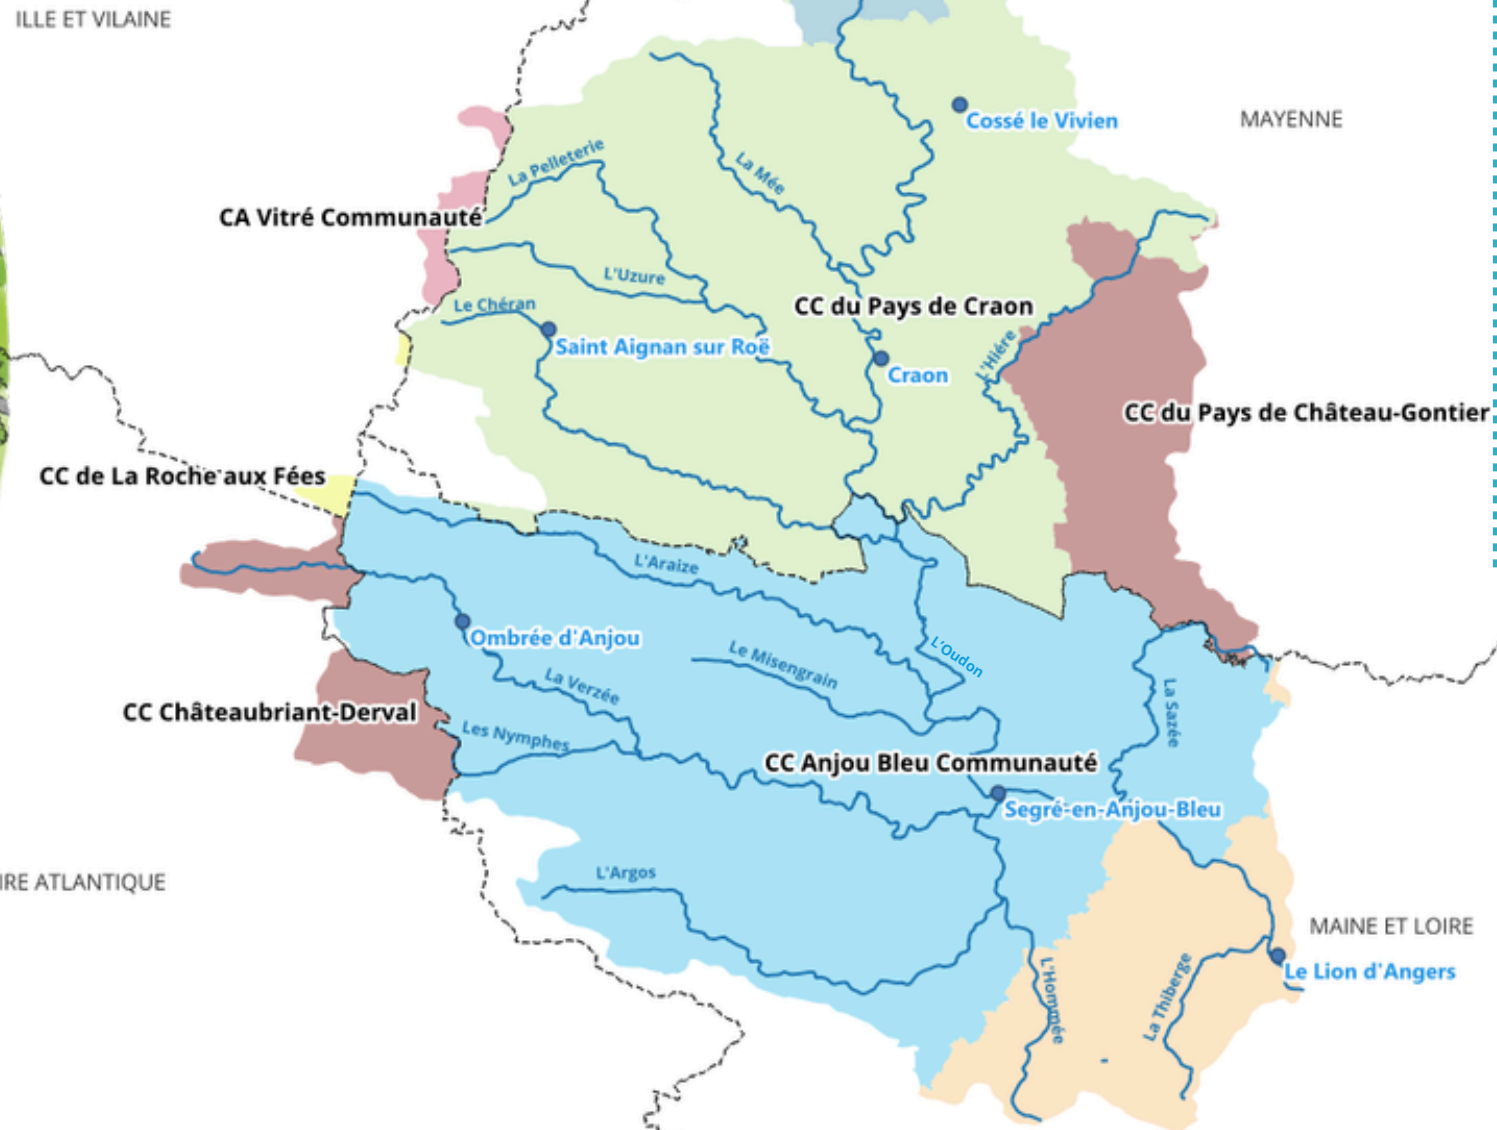 ILLE ET VILAINE
Cossé le Vivien
MAYENNE
La Pelleterie
La Mée
CA Vitré Communauté
L'Uzure
Le Chéran
CC du Pays de Craon
Saint Aignan sur Roë
L'Hière
Craon
CC du Pays de Château-Gontier
CC de La Roche aux Fées
L'Araize
Ombrée d'Anjou
Le Misengrain
L'Oudon
La Verzée
La Sazée
CC Châteaubriant-Derval
Les Nymphes
CC Anjou Bleu Communauté
Segré-en-Anjou-Bleu
L'Argos
IRE ATLANTIQUE
MAINE ET LOIRE
Le Lion d'Angers
L'Hommée
La Thiberge